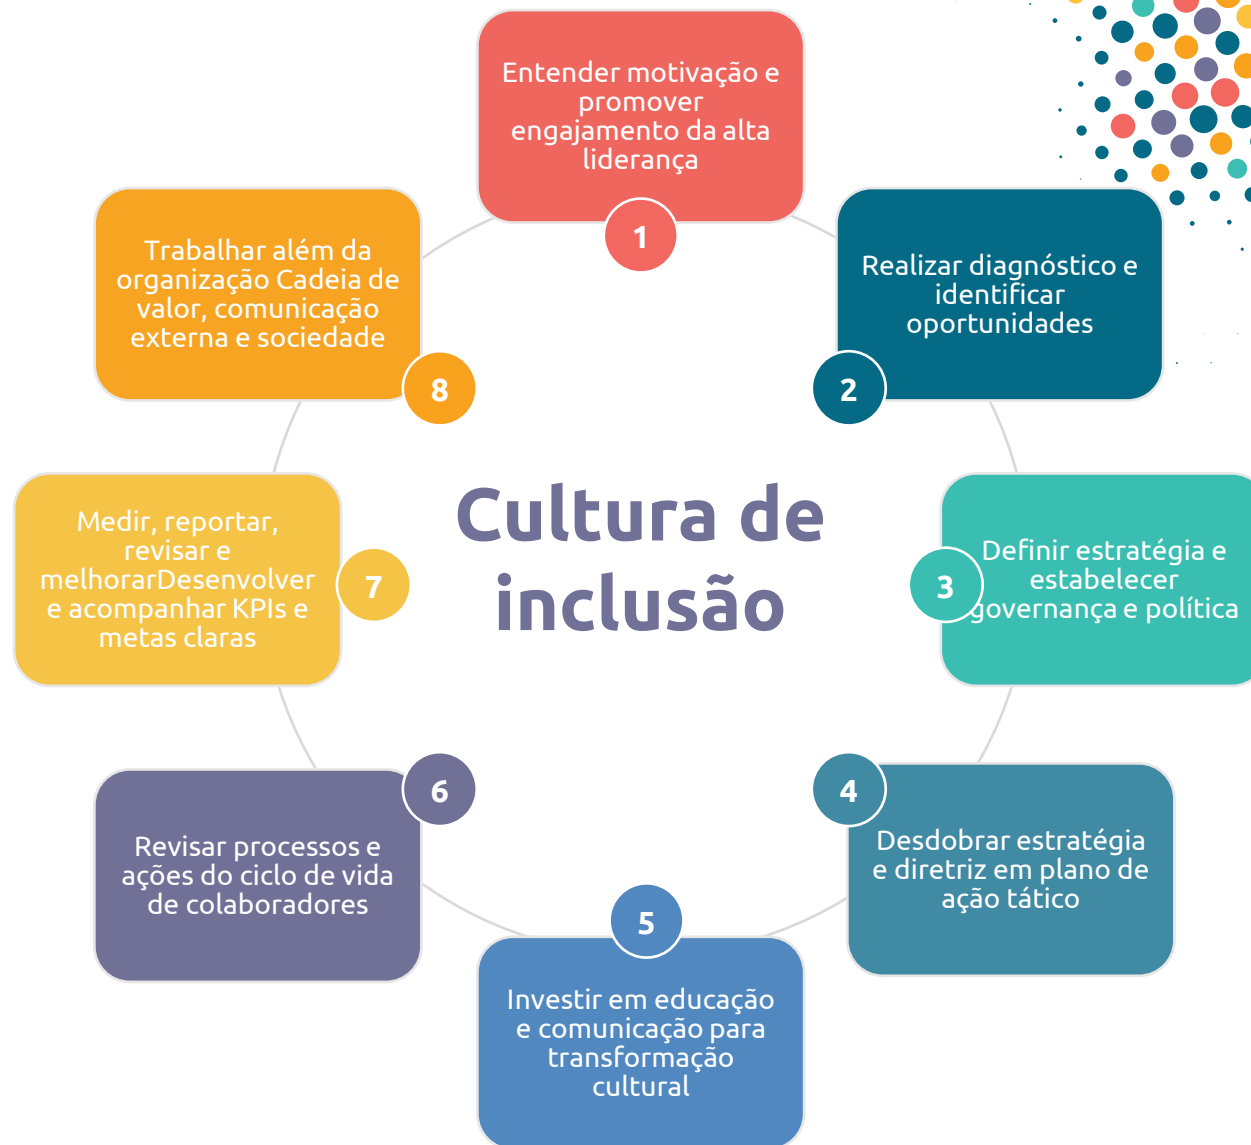 Entender motivação e
promover
engajamento da alta
liderança
1
Realizar diagnóstico e
identificar
oportunidades
2
Definir estratégia e
estabelecer
governança e política
3
Desdobrar estratégia
e diretriz em plano de
ação tático
4
Investir em educação
e comunicação para
transformação
cultural
5
Revisar processos e
ações do ciclo de vida
de colaboradores
6
Medir, reportar,
revisar e
melhorarDesenvolver
e acompanhar KPIs e
metas claras
7
Trabalhar além da
organização Cadeia de
valor, comunicação
externa e sociedade
8
Cultura de
inclusão